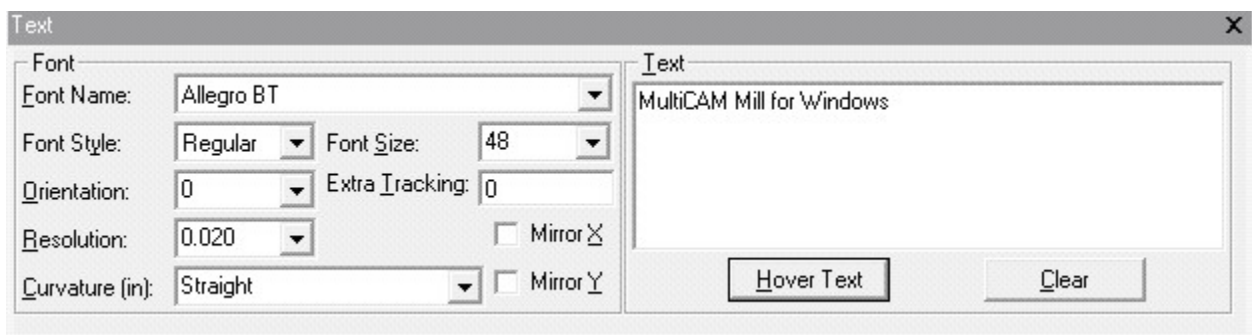 Text
Font
Font Name: Allegro BT
Font Style: Regular Font Size: 48
Orientation: 0 Extra Tracking: 0
Resolution: 0.020 Mirror X
Curvature (in): Straight Mirror Y
Text
MultiCAM Mill for Windows
Hover Text Clear